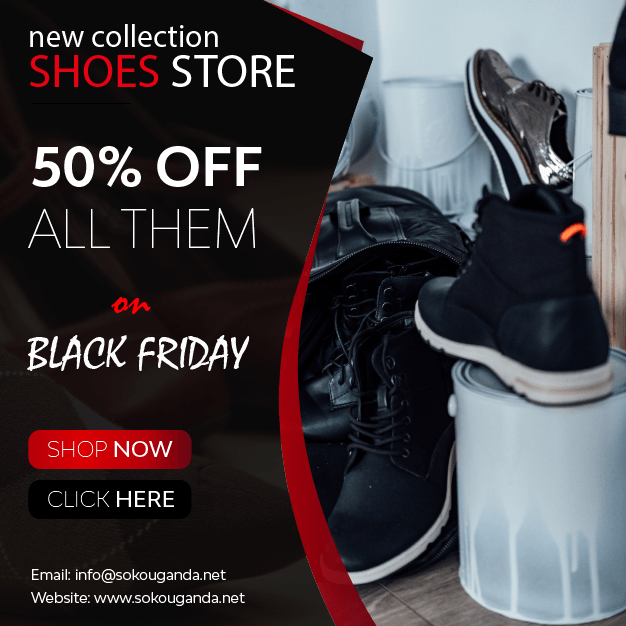 new collection
SHOES STORE
50% OFF
ALL THEM
on
BLACK FRIDAY
SHOP NOW
CLICK HERE
Email: info@sokouganda.net
Website: www.sokouganda.net